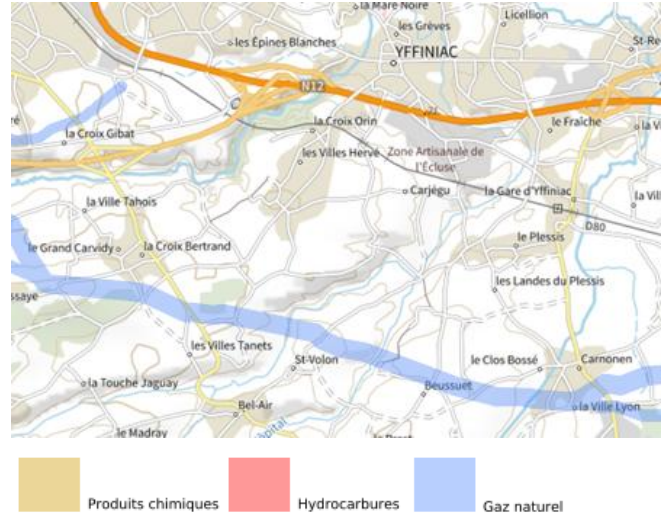 la Mare Noire
Licellion
les Grèves
les Épines Blanches
YFFINIAC
St-Re
N12
la Croix Orin
le Fraîche
la V
la Croix Gibat
les Villes Hervé
Zone Artisanale de
l'Écluse
Carjégu
la Gare d'Yffiniac
la Vill
la Ville Tahois
D80
le Grand Carvidy
la Croix Bertrand
le Plessis
ssaye
les Landes du Plessis
les Villes Tanets
St-Volon
le Clos Bossé
Carnonen
la Touche Jaguay
Beussuet
Bel-Air
la Ville Lyon
le Madray
Produits chimiques
Hydrocarbures
Gaz naturel